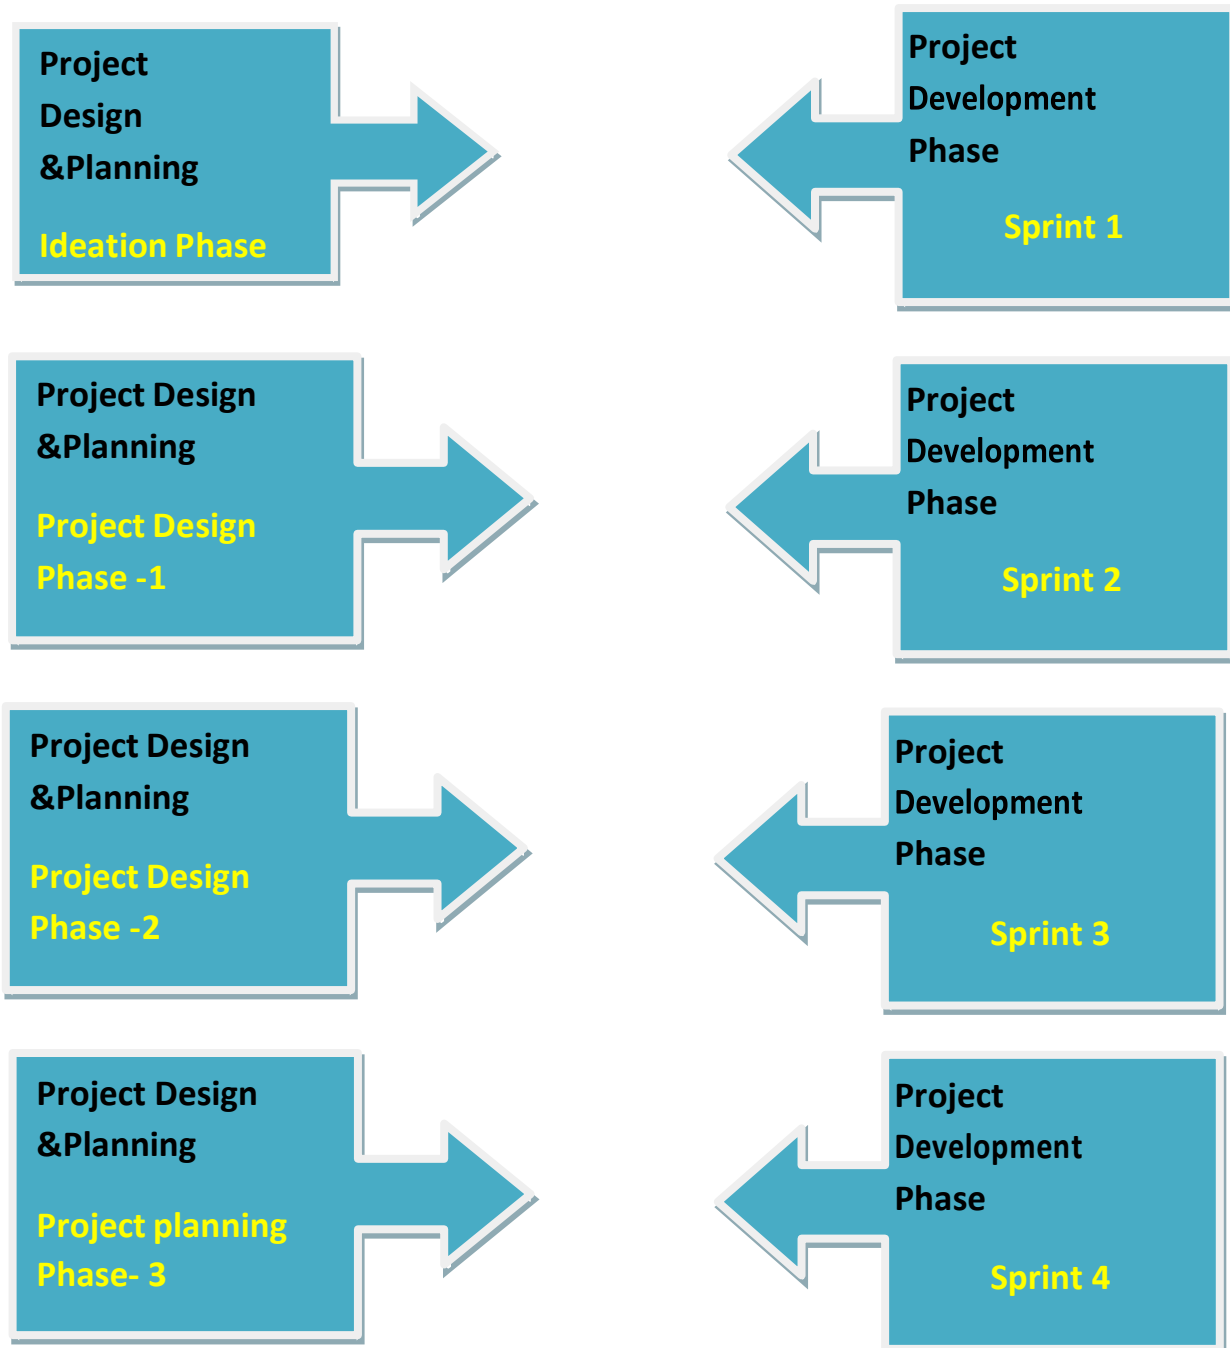 Project
Design
&Planning
Ideation Phase
Project
Development
Phase
Sprint 1
Project Design
&Planning
Project Design
Phase -1
Project
Development
Phase
Sprint 2
Project Design
&Planning
Project Design
Phase -2
Project
Development
Phase
Sprint 3
Project Design
&Planning
Project planning
Phase- 3
Project
Development
Phase
Sprint 4